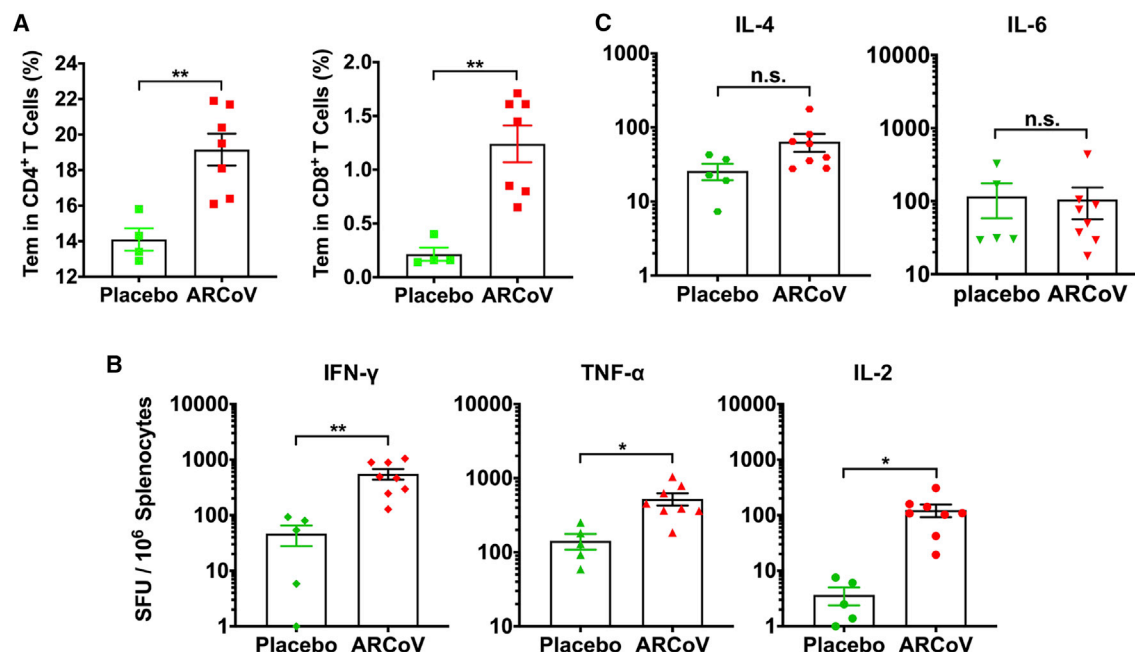 A
Tem in CD4⁺ T Cells (%)
24
22
20
18
16
14
12
**
Placebo ARCoV
Tem in CD8⁺ T Cells (%)
2.0
1.5
1.0
0.5
0.0
**
Placebo ARCoV
C
IL-4
1000
100
10
1
n.s.
Placebo ARCoV
IL-6
10000
1000
100
10
n.s.
placebo ARCoV
B
SFU / 10⁶ Splenocytes
IFN-γ
10000
1000
100
10
1
**
Placebo ARCoV
TNF-α
10000
1000
100
10
*
Placebo ARCoV
IL-2
10000
1000
100
10
1
*
Placebo ARCoV